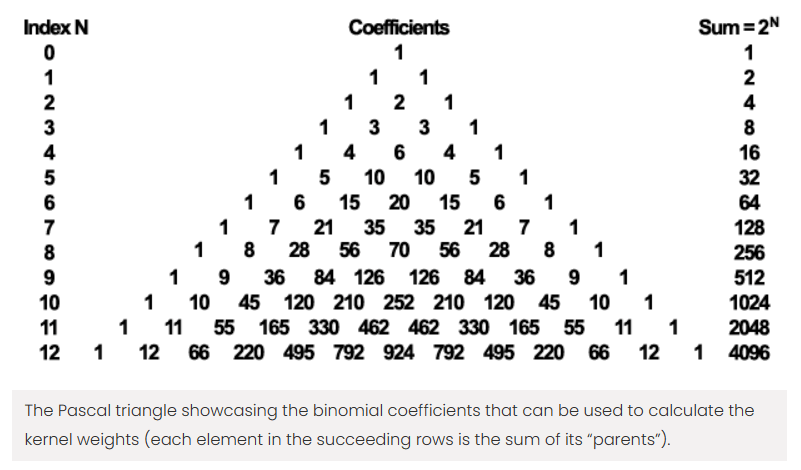 Index N Coefficients Sum = 2^N
0 1 1
1 1 1 2
2 1 2 1 4
3 1 3 3 1 8
4 1 4 6 4 1 16
5 1 5 10 10 5 1 32
6 1 6 15 20 15 6 1 64
7 1 7 21 35 35 21 7 1 128
8 1 8 28 56 70 56 28 8 1 256
9 1 9 36 84 126 126 84 36 9 1 512
10 1 10 45 120 210 252 210 120 45 10 1 1024
11 1 11 55 165 330 462 462 330 165 55 11 1 2048
12 1 12 66 220 495 792 924 792 495 220 66 12 1 4096
The Pascal triangle showcasing the binomial coefficients that can be used to calculate the
kernel weights (each element in the succeeding rows is the sum of its “parents”).